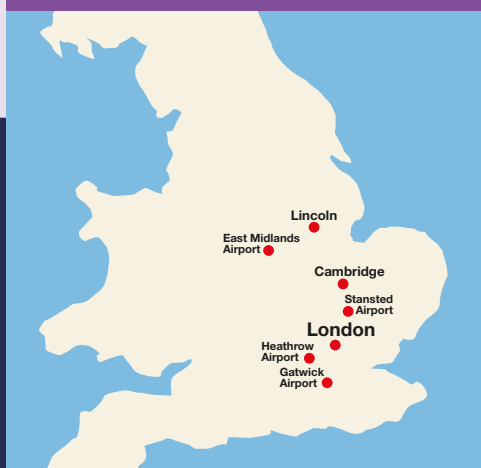 Lincoln
East Midlands
Airport
Cambridge
Stansted
Airport
London
Heathrow
Airport
Gatwick
Airport